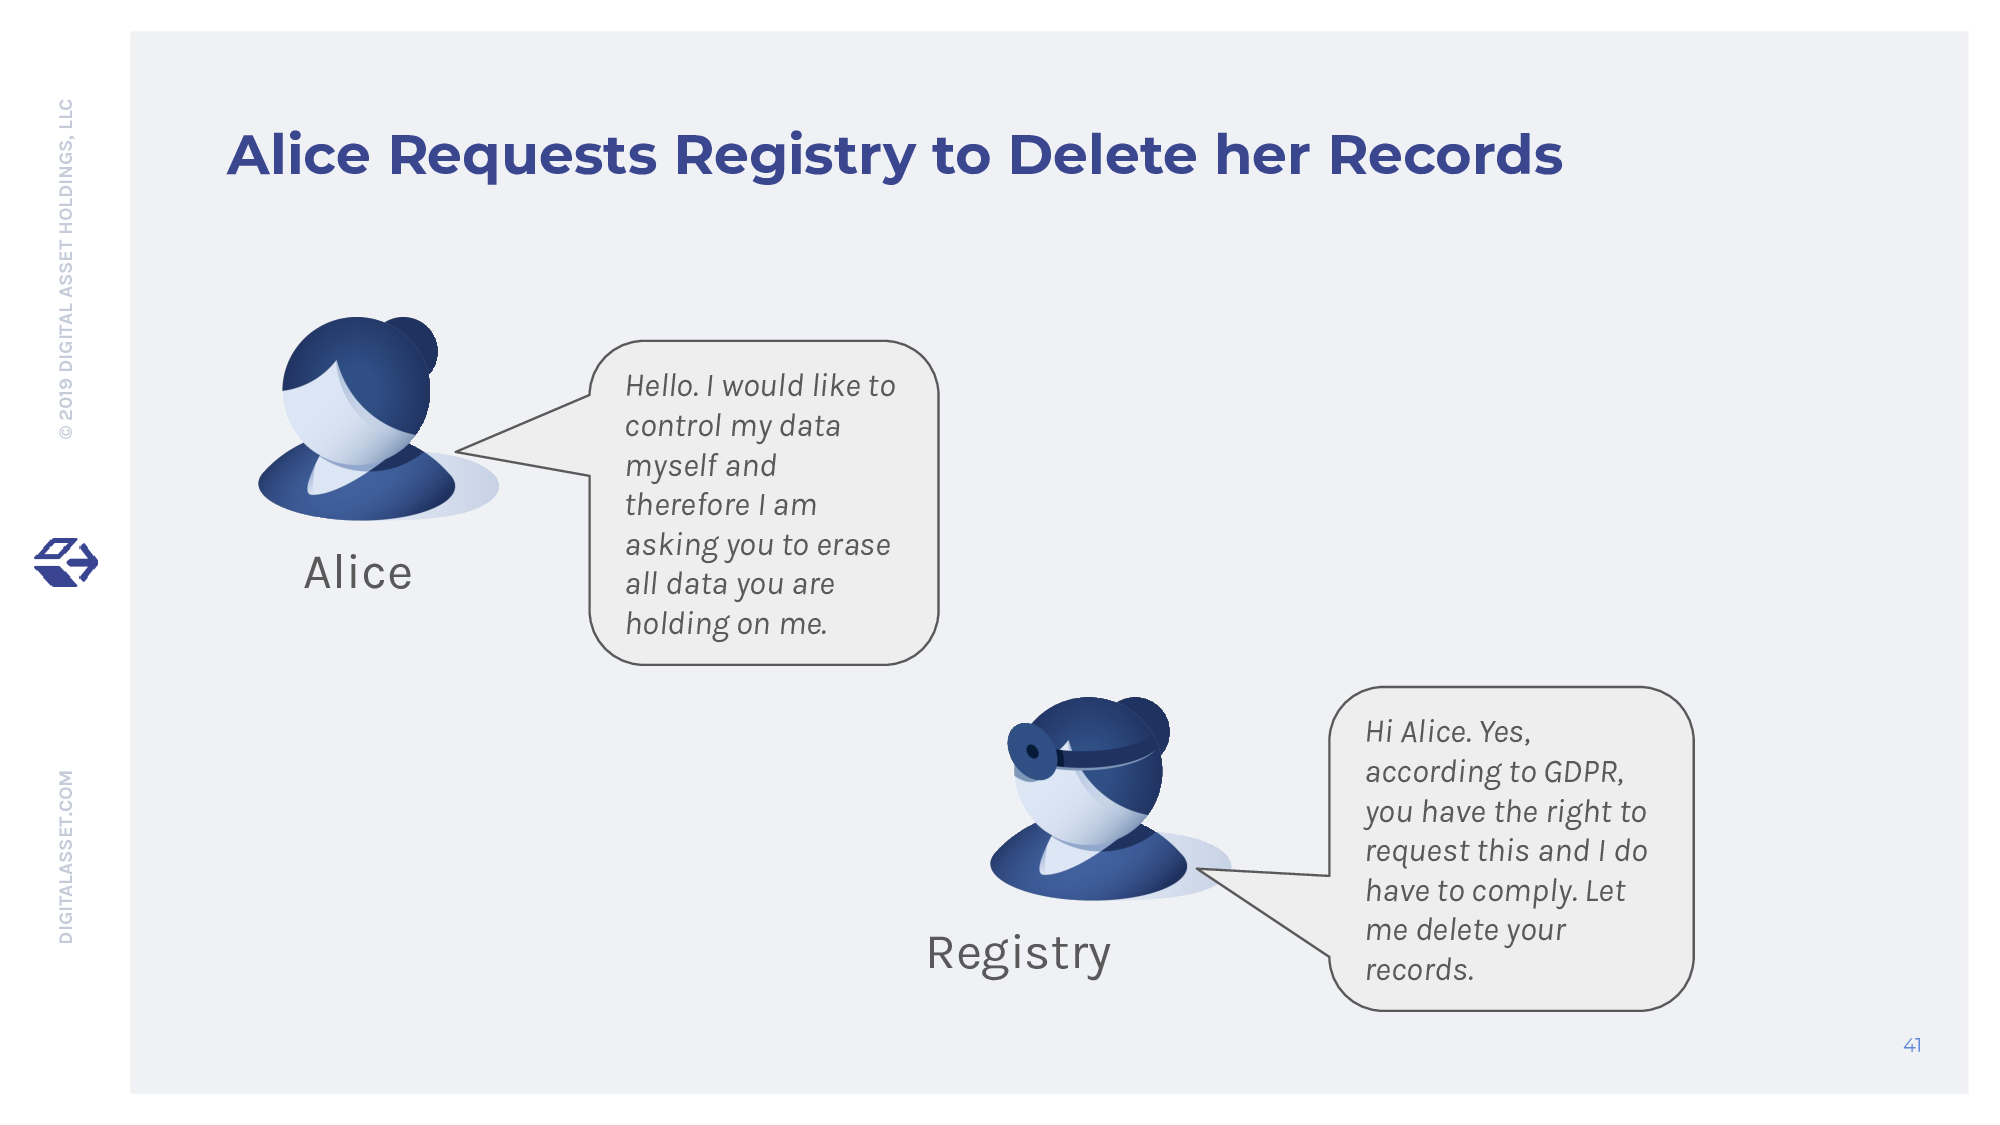 © 2019 DIGITAL ASSET HOLDINGS, LLC
DIGITALASSET.COM
Alice Requests Registry to Delete her Records
Hello. I would like to
control my data
myself and
therefore I am
asking you to erase
all data you are
holding on me.
Alice
Hi Alice. Yes,
according to GDPR,
you have the right to
request this and I do
have to comply. Let
me delete your
records.
Registry
41